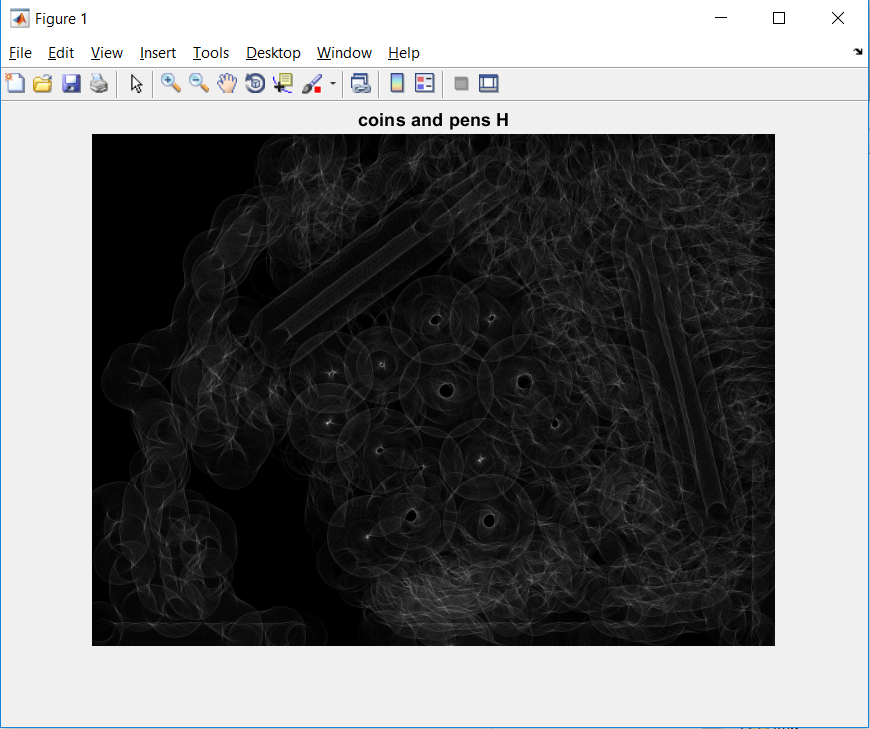 Figure 1
File Edit View Insert Tools Desktop Window Help
coins and pens H